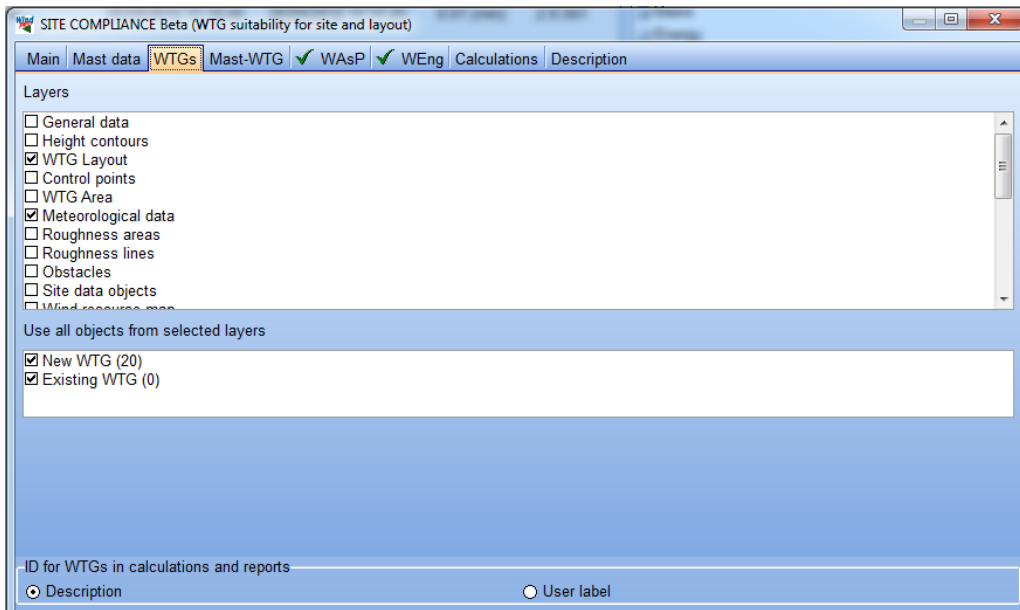 SITE COMPLIANCE Beta (WTG suitability for site and layout)
Main Mast data WTGs Mast-WTG WAsP WEng Calculations Description
Layers
General data
Height contours
WTG Layout
Control points
WTG Area
Meteorological data
Roughness areas
Roughness lines
Obstacles
Site data objects
Wind resource map
Use all objects from selected layers
New WTG (20)
Existing WTG (0)
ID for WTGs in calculations and reports
Description User label